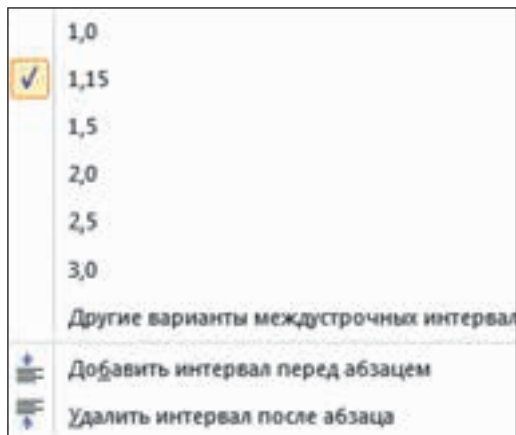 1,0
1,15
1,5
2,0
2,5
3,0
Другие варианты междустрочных интервал
Добавить интервал перед абзацем
Удалить интервал после абзаца